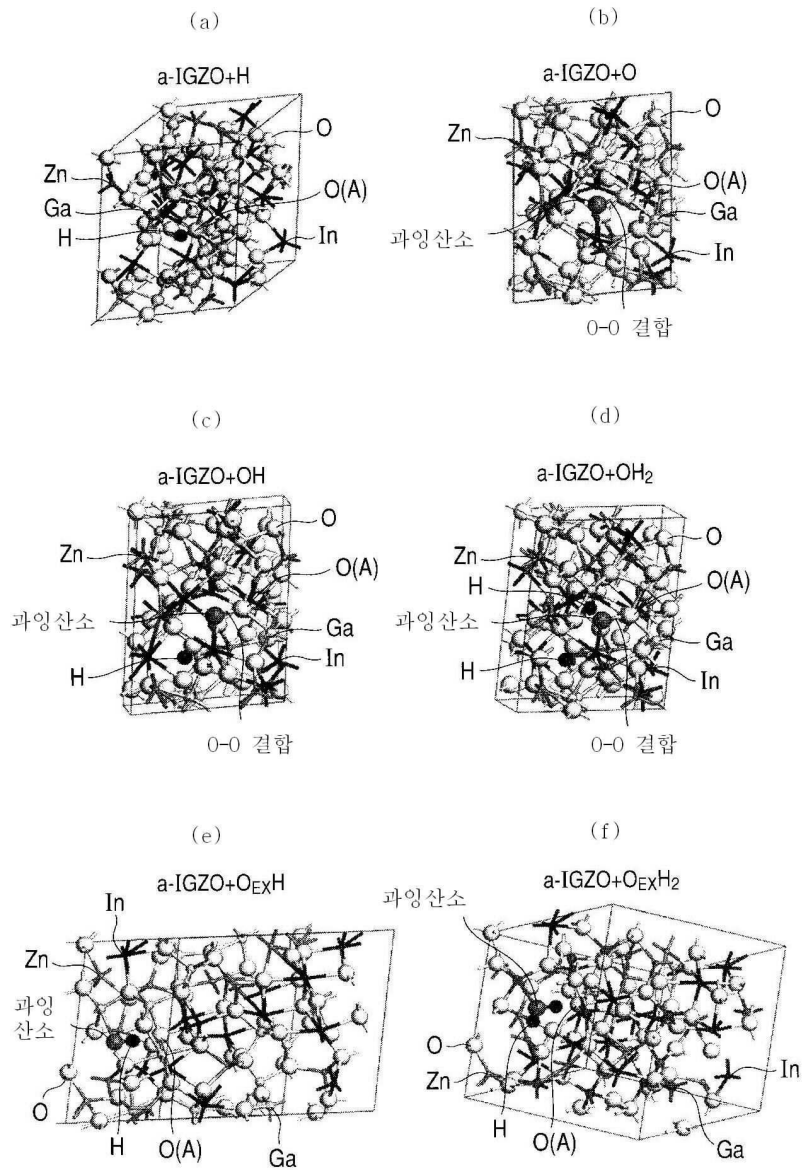 (a)
a-IGZO+H
O
Zn
O(A)
Ga
H
In
(b)
a-IGZO+O
O
Zn
O(A)
Ga
과잉산소
In
O-O 결합
(c)
a-IGZO+OH
O
Zn
O(A)
과잉산소
Ga
In
H
O-O 결합
(d)
a-IGZO+OH₂
O
Zn
O(A)
H
과잉산소
Ga
H
In
O-O 결합
(e)
a-IGZO+O_EXH
In
Zn
과잉
산소
O
H
O(A)
Ga
(f)
a-IGZO+O_EXH₂
과잉산소
O
Zn
H
O(A)
In
Ga